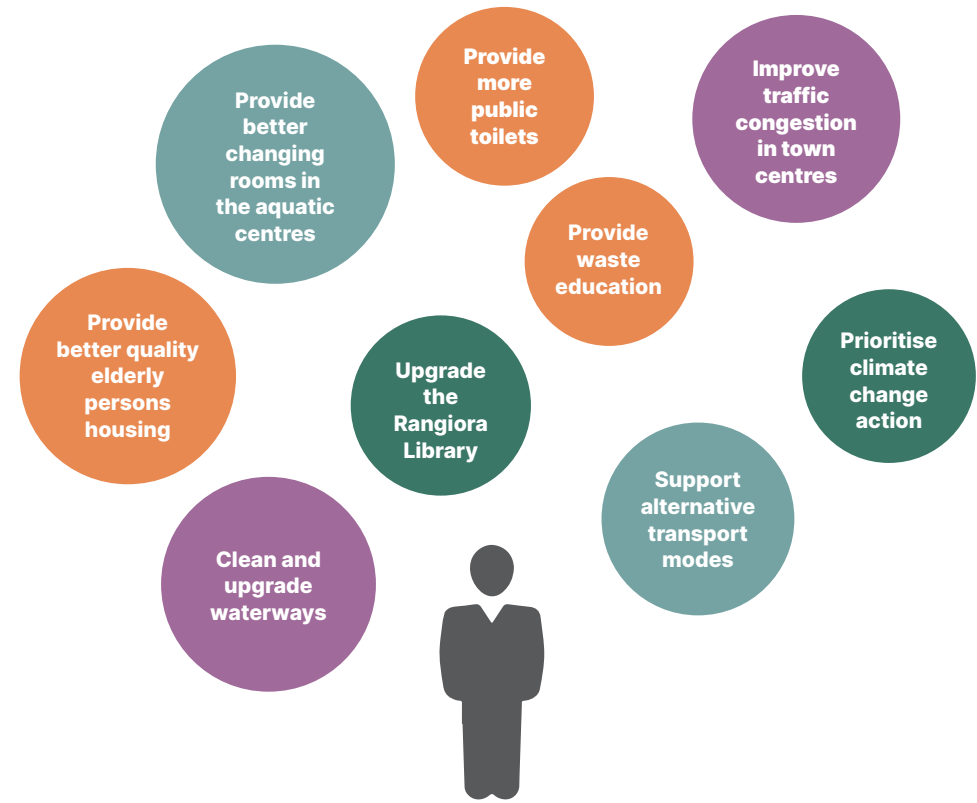 Provide
more
public
toilets
Improve
traffic
congestion
in town
centres
Provide
better
changing
rooms in
the aquatic
centres
Provide
waste
education
Provide
better quality
elderly
persons
housing
Upgrade
the
Rangiora
Library
Prioritise
climate
change
action
Support
alternative
transport
modes
Clean and
upgrade
waterways